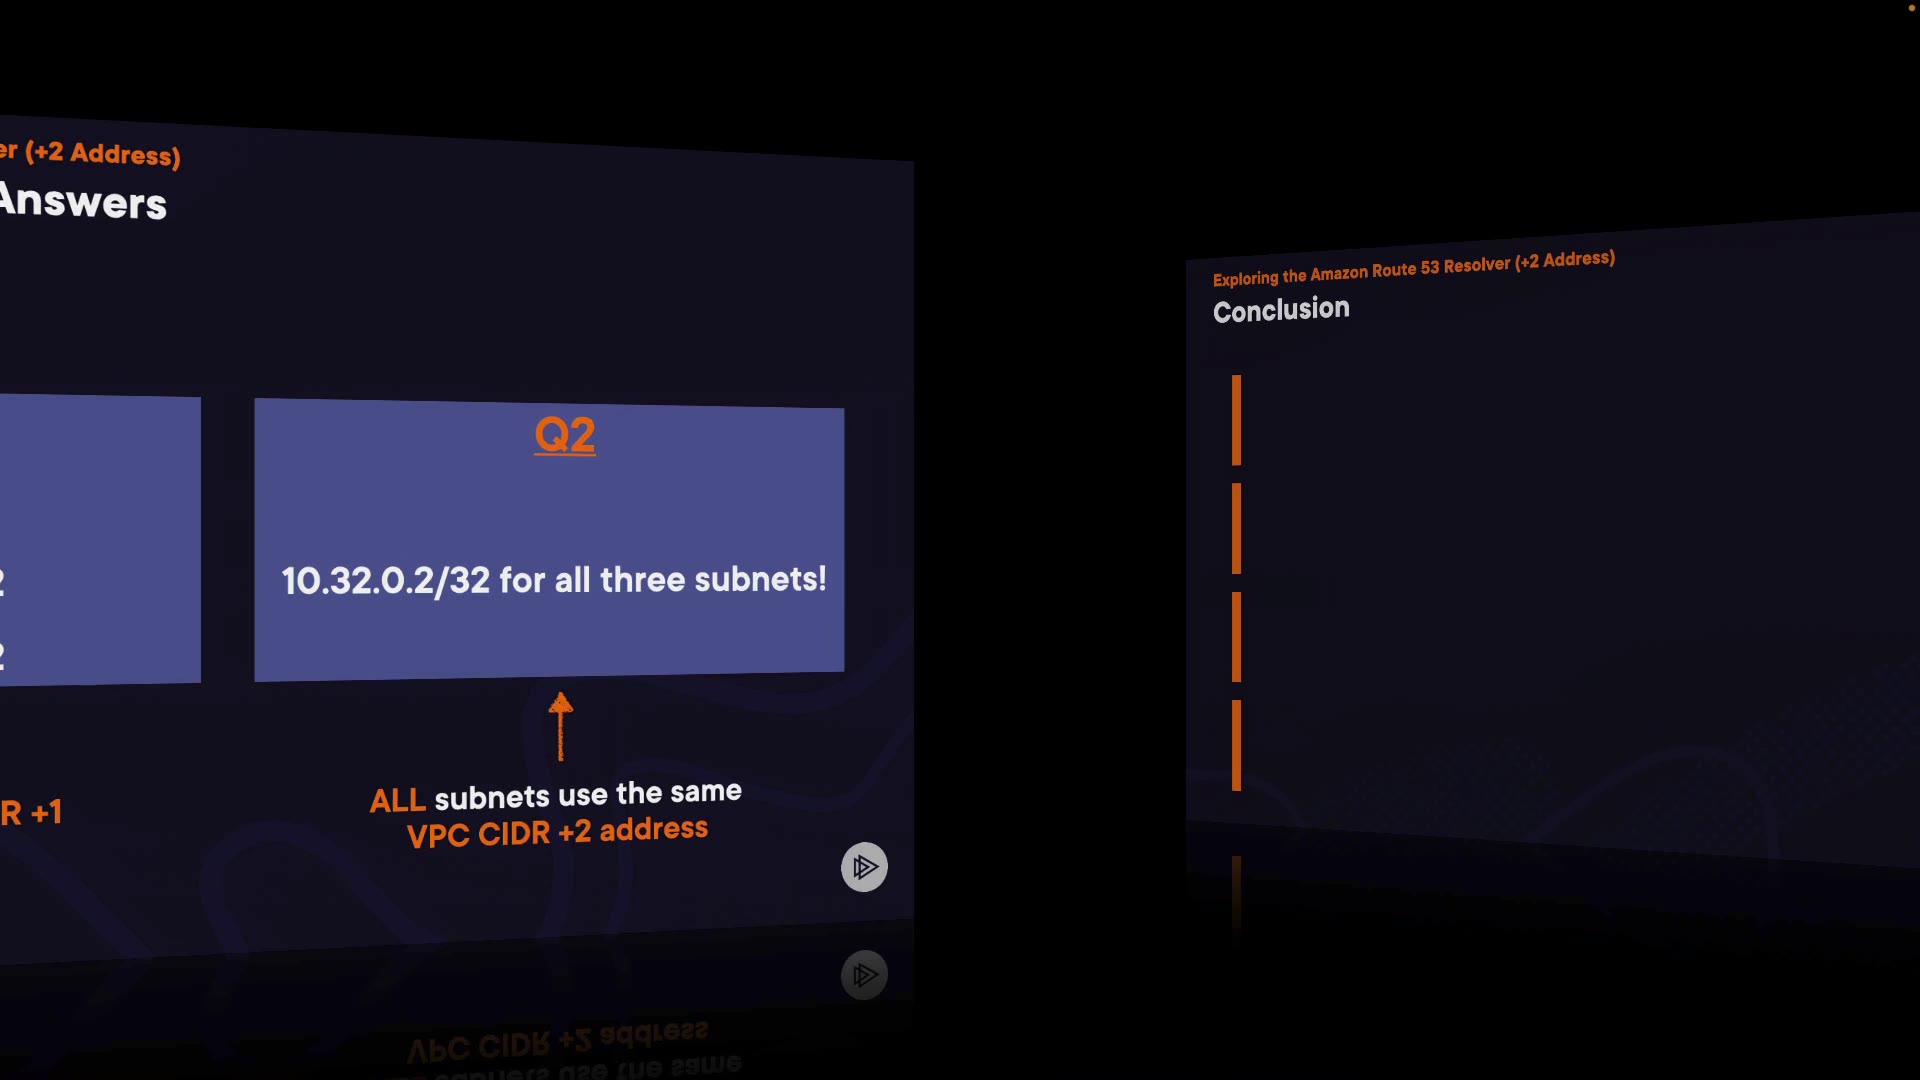 er (+2 Address)
Answers
2
2
R +1
Q2
10.32.0.2/32 for all three subnets!
ALL subnets use the same
VPC CIDR +2 address
Exploring the Amazon Route 53 Resolver (+2 Address)
Conclusion